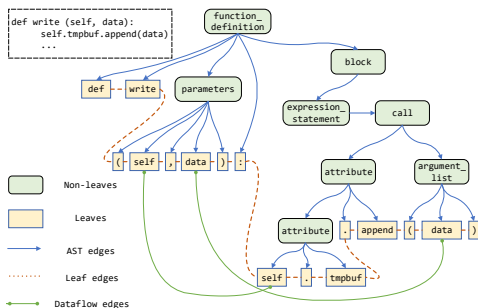 def write (self, data):
self.tmpbuf.append(data)
...
function_
definition
block
def
write
parameters
expression_
statement
call
(
self
,
data
)
:
attribute
argument_
list
Non-leaves
Leaves
attribute
.
append
(
data
)
AST edges
Leaf edges
self
.
tmpbuf
Dataflow edges